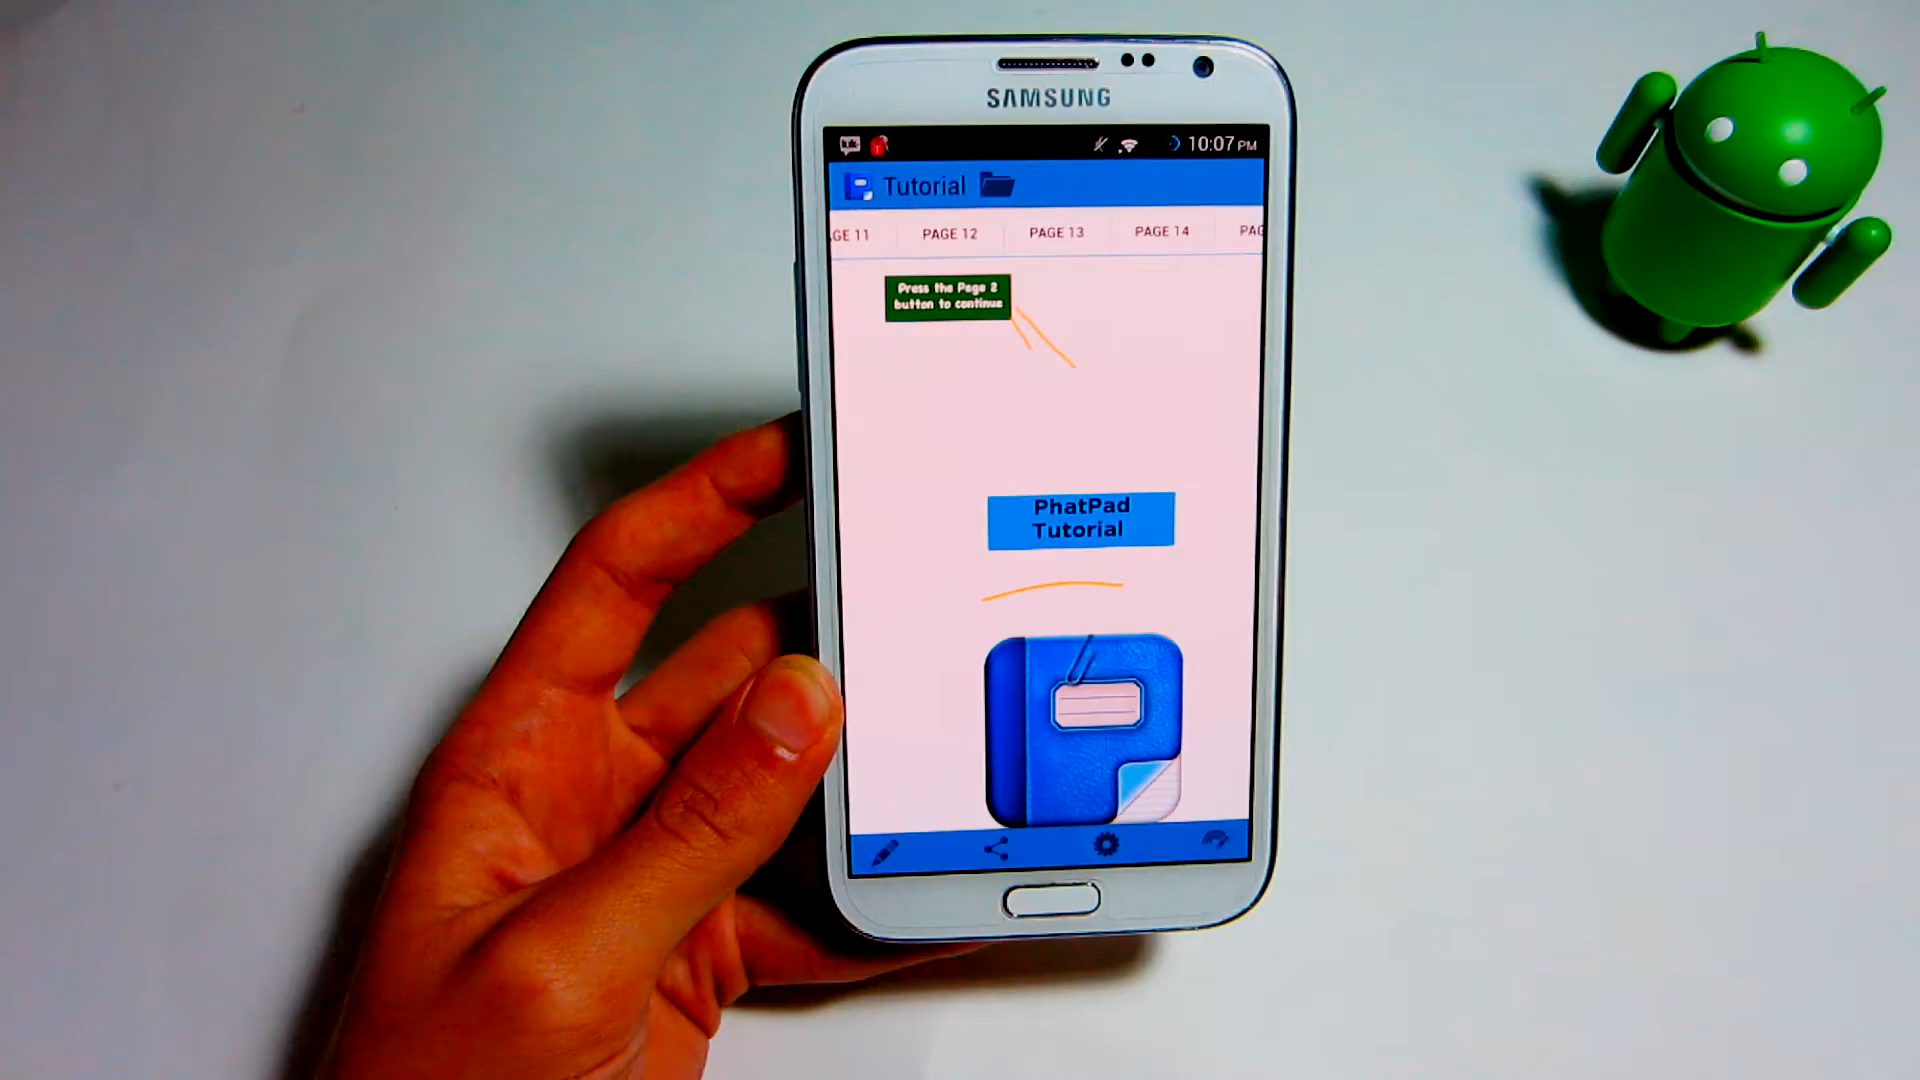 SAMSUNG
10:07 PM
Tutorial
GE 11
PAGE 12
PAGE 13
PAGE 14
PAG
Press the Page 2
button to continue
PhatPad
Tutorial